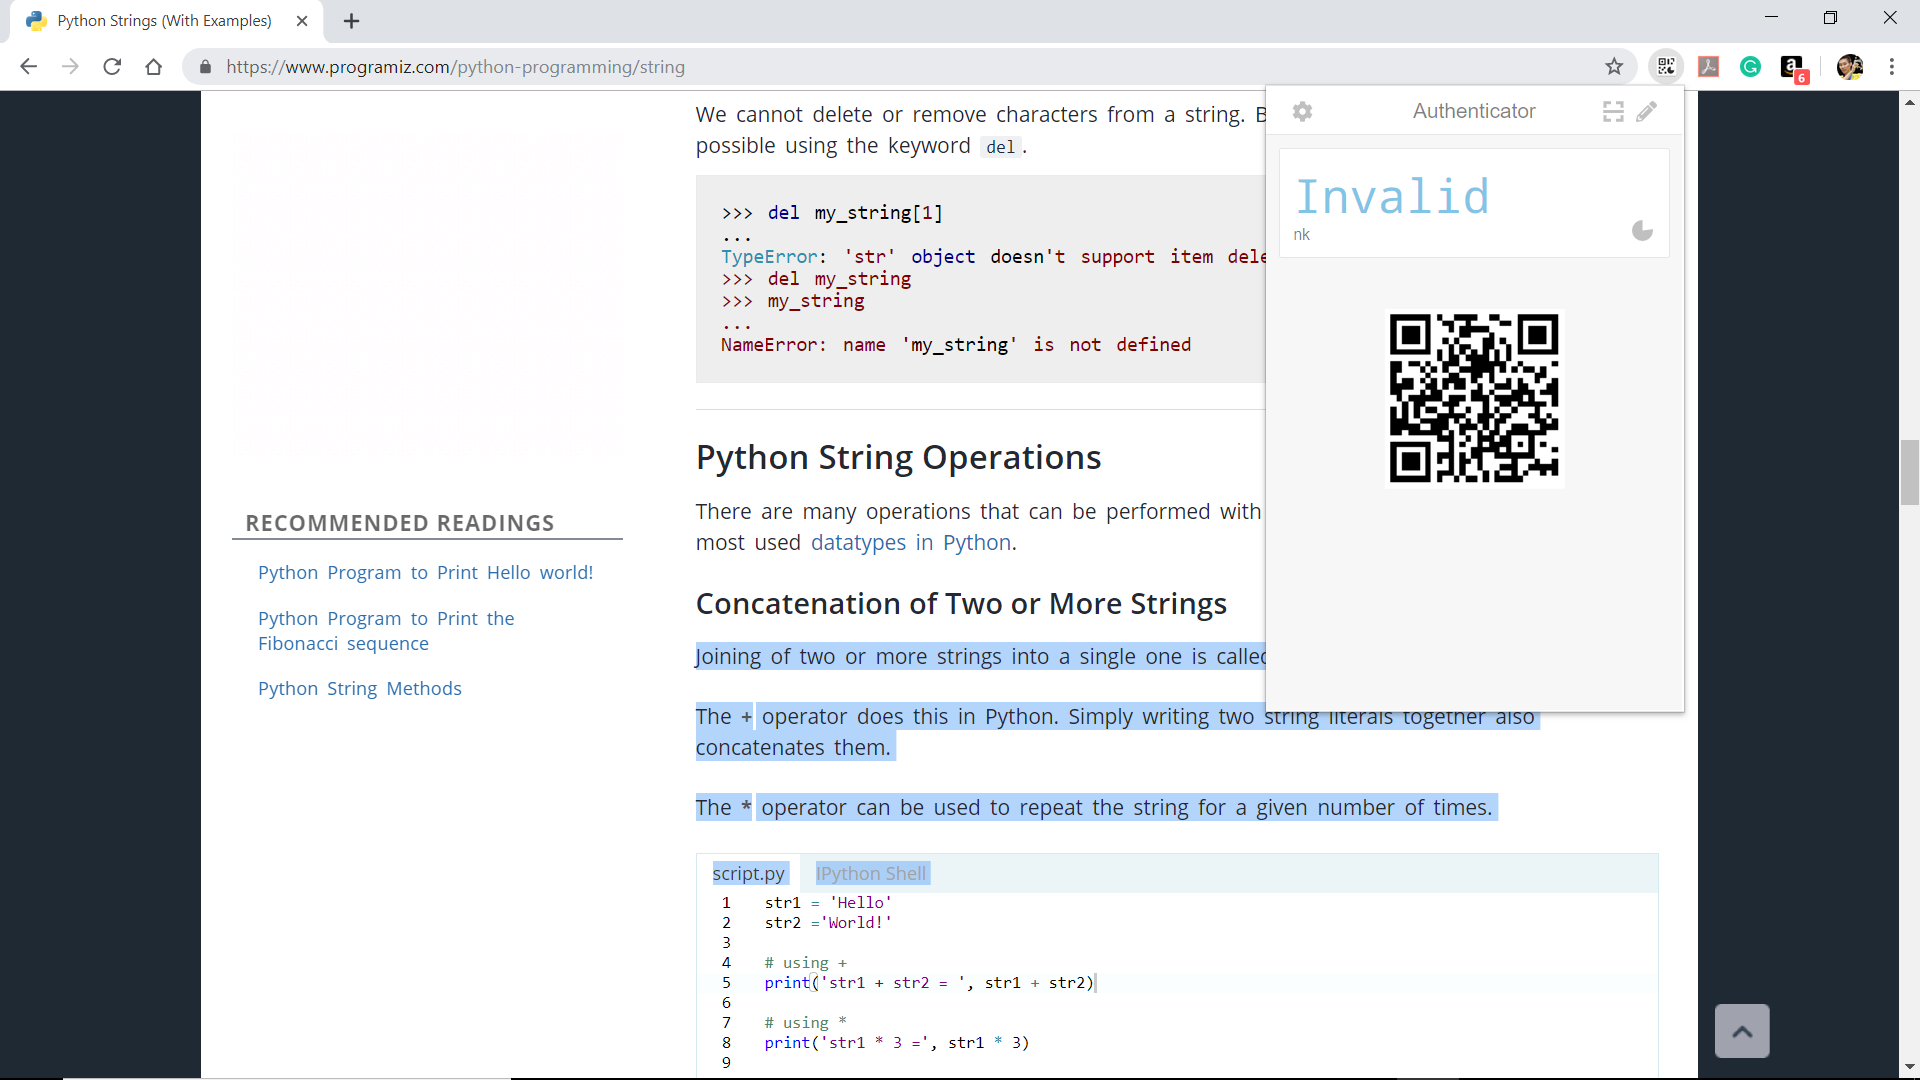 Python Strings (With Examples)
https://www.programiz.com/python-programming/string
6
We cannot delete or remove characters from a string. B
possible using the keyword del.
>>> del my_string[1]
...
TypeError: 'str' object doesn't support item dele
>>> del my_string
>>> my_string
...
NameError: name 'my_string' is not defined
Python String Operations
There are many operations that can be performed with
most used datatypes in Python.
Concatenation of Two or More Strings
Joining of two or more strings into a single one is called
The + operator does this in Python. Simply writing two string literals together also
concatenates them.
The * operator can be used to repeat the string for a given number of times.
script.py IPython Shell
1 str1 = 'Hello'
2 str2 ='World!'
3
4 # using +
5 print('str1 + str2 = ', str1 + str2)
6
7 # using *
8 print('str1 * 3 =', str1 * 3)
9
RECOMMENDED READINGS
Python Program to Print Hello world!
Python Program to Print the
Fibonacci sequence
Python String Methods
Authenticator
Invalid
nk